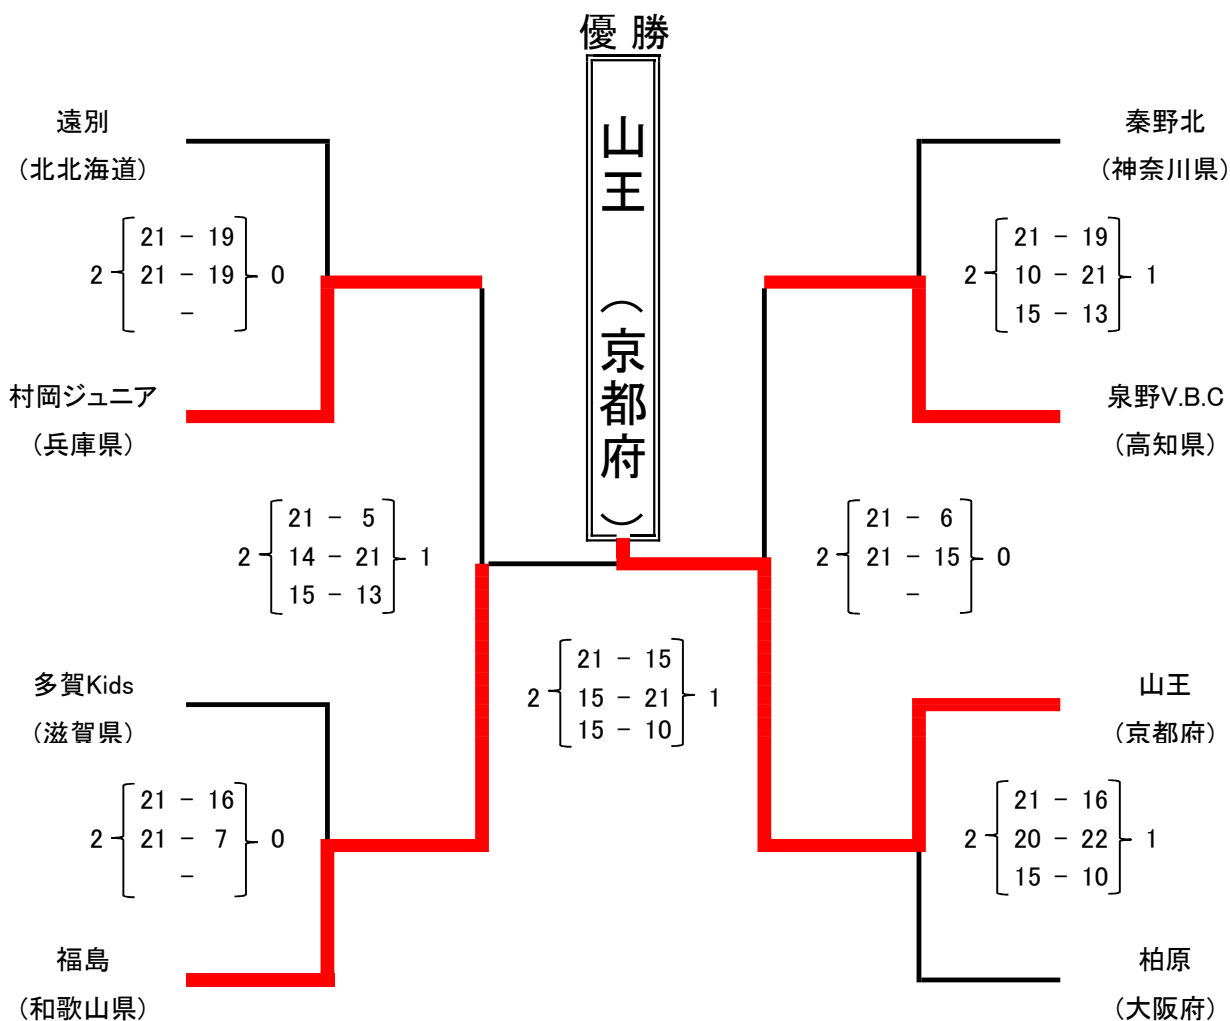 優 勝
山王 （京都府）
遠別
（北北海道）
21 － 19
2 21 － 19 0
－
村岡ジュニア
（兵庫県）
21 － 5
2 14 － 21 1
15 － 13
多賀Kids
（滋賀県）
21 － 16
2 21 － 7 0
－
福島
（和歌山県）
21 － 15
2 15 － 21 1
15 － 10
秦野北
（神奈川県）
21 － 19
2 10 － 21 1
15 － 13
泉野V.B.C
（高知県）
21 － 6
2 21 － 15 0
－
山王
（京都府）
21 － 16
2 20 － 22 1
15 － 10
柏原
（大阪府）